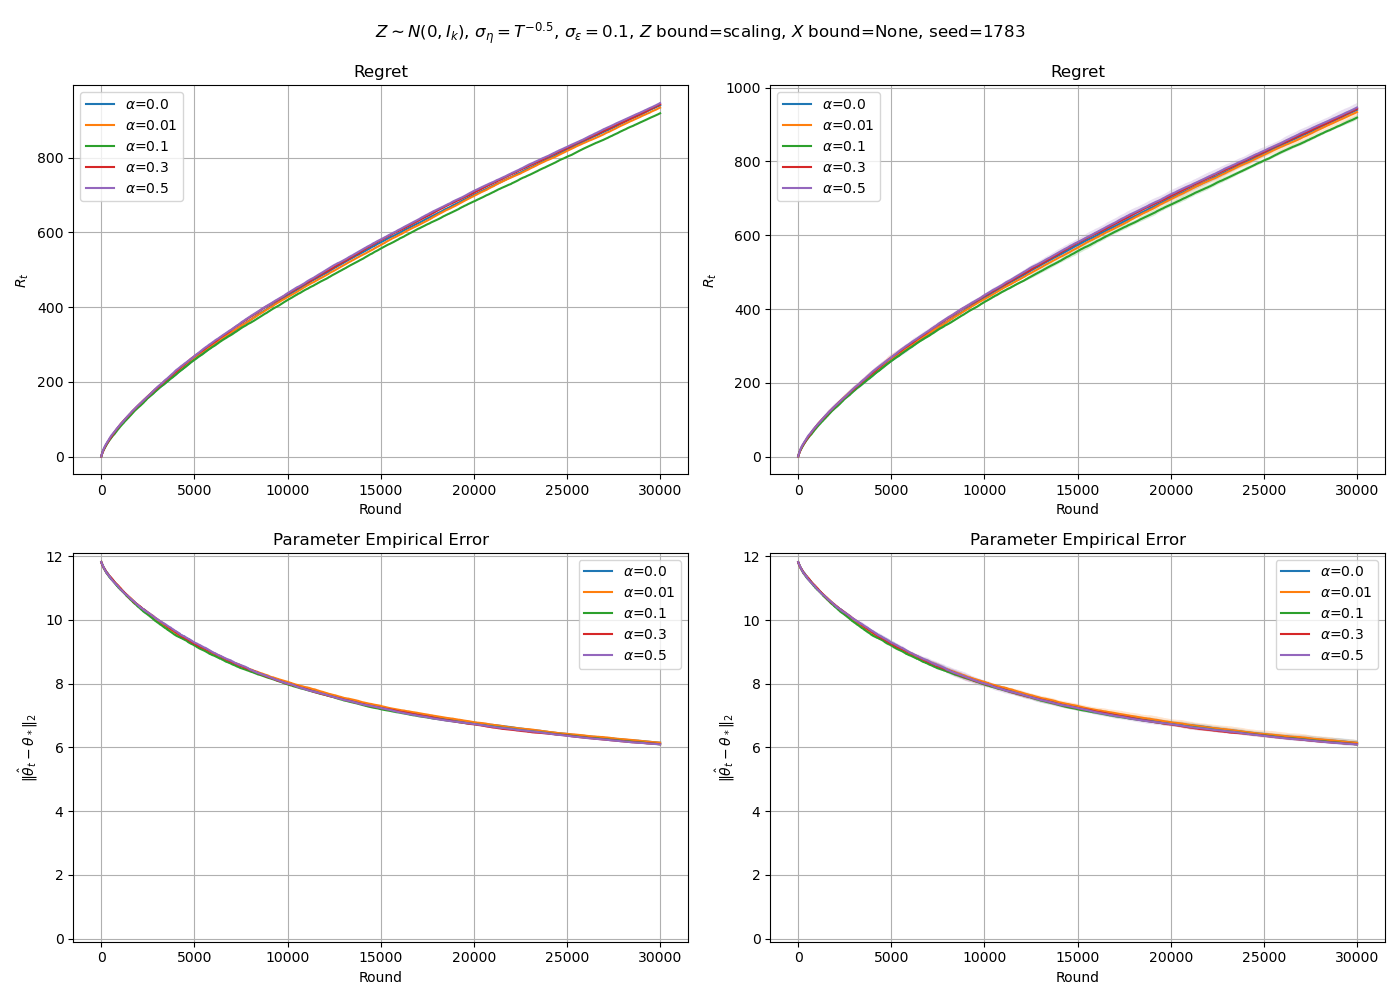 Z ∼ N(0, I_k), σ_η = T^{−0.5}, σ_ε = 0.1, Z bound=scaling, X bound=None, seed=1783
Regret
α=0.0
α=0.01
α=0.1
α=0.3
α=0.5
800
600
400
200
0
R_t
0 5000 10000 15000 20000 25000 30000
Round
Regret
α=0.0
α=0.01
α=0.1
α=0.3
α=0.5
1000
800
600
400
200
0
R_t
0 5000 10000 15000 20000 25000 30000
Round
Parameter Empirical Error
α=0.0
α=0.01
α=0.1
α=0.3
α=0.5
12
10
8
6
4
2
0
‖θ̂_t − θ_*‖_2
0 5000 10000 15000 20000 25000 30000
Round
Parameter Empirical Error
α=0.0
α=0.01
α=0.1
α=0.3
α=0.5
12
10
8
6
4
2
0
‖θ̂_t − θ_*‖_2
0 5000 10000 15000 20000 25000 30000
Round